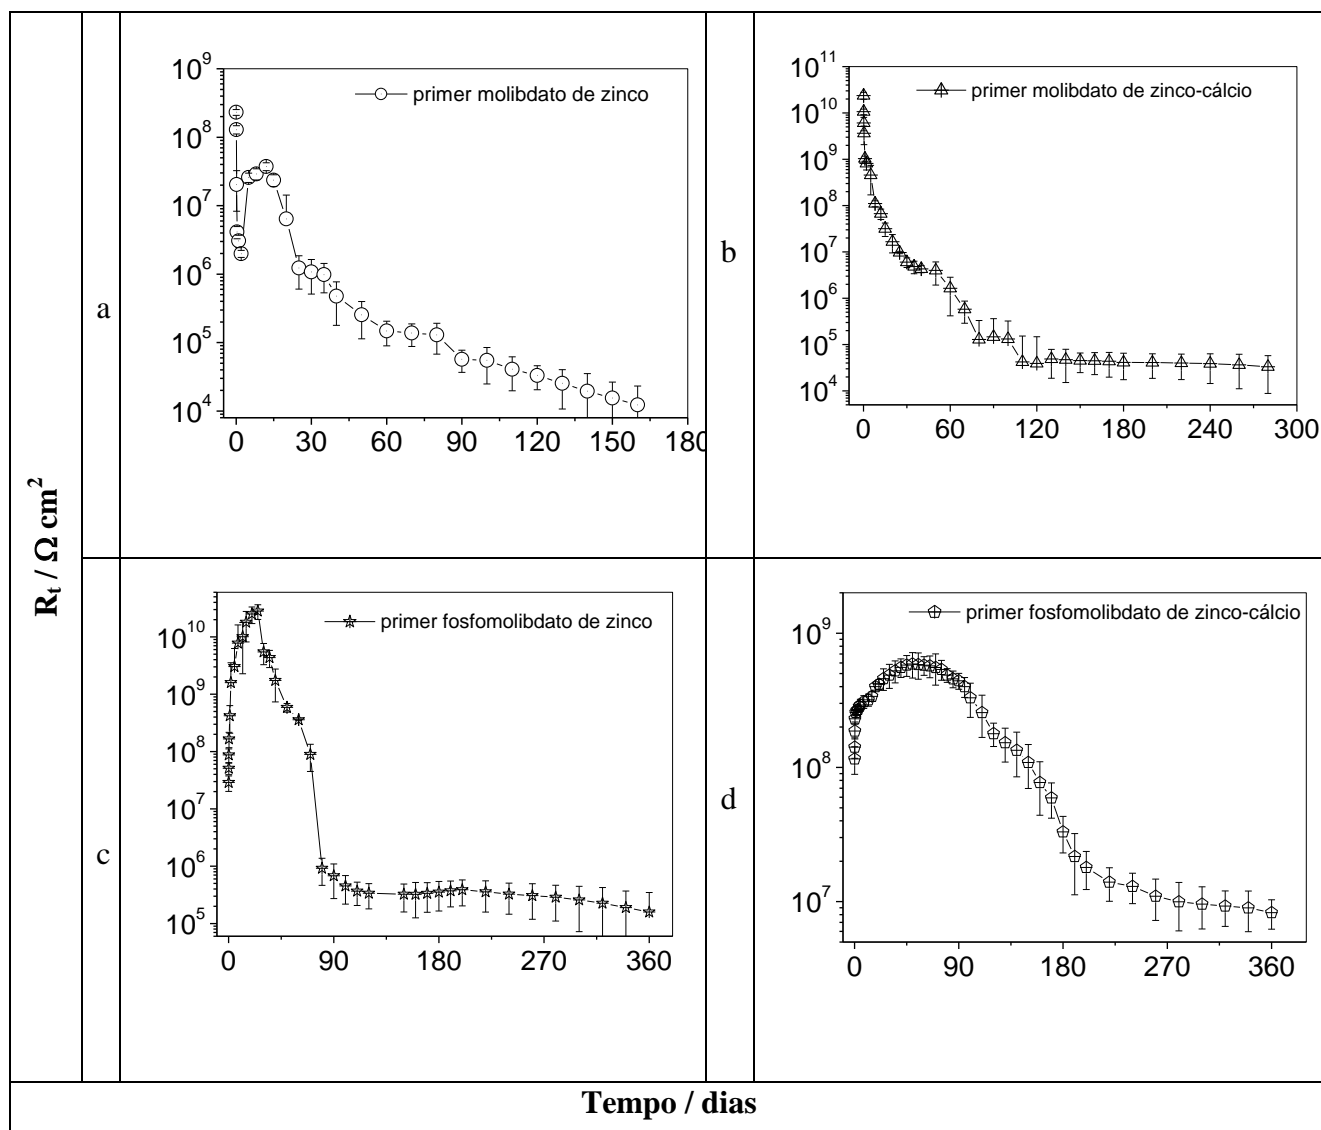 R_t / Ω cm²
a
10⁹
10⁸
10⁷
10⁶
10⁵
10⁴
primer molibdato de zinco
0 30 60 90 120 150 180
b
10¹¹
10¹⁰
10⁹
10⁸
10⁷
10⁶
10⁵
10⁴
primer molibdato de zinco-cálcio
0 60 120 180 240 300
c
10¹⁰
10⁹
10⁸
10⁷
10⁶
10⁵
primer fosfomolibdato de zinco
0 90 180 270 360
d
10⁹
10⁸
10⁷
primer fosfomolibdato de zinco-cálcio
0 90 180 270 360
Tempo / dias